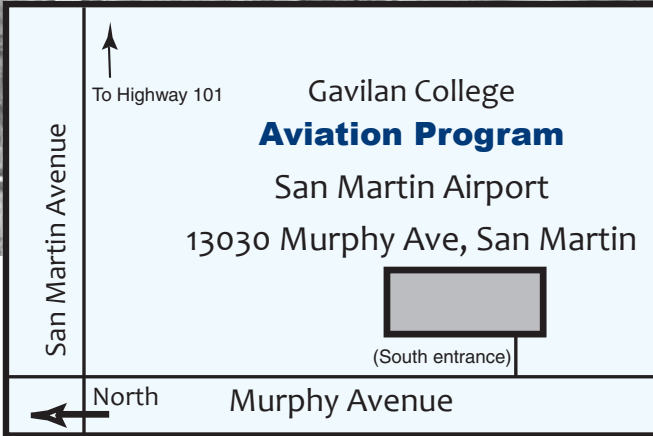 To Highway 101
Gavilan College
Aviation Program
San Martin Airport
13030 Murphy Ave, San Martin
San Martin Avenue
(South entrance)
North
Murphy Avenue